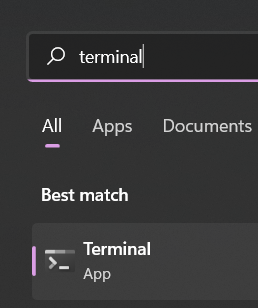 terminal
All Apps Documents
Best match
Terminal
App